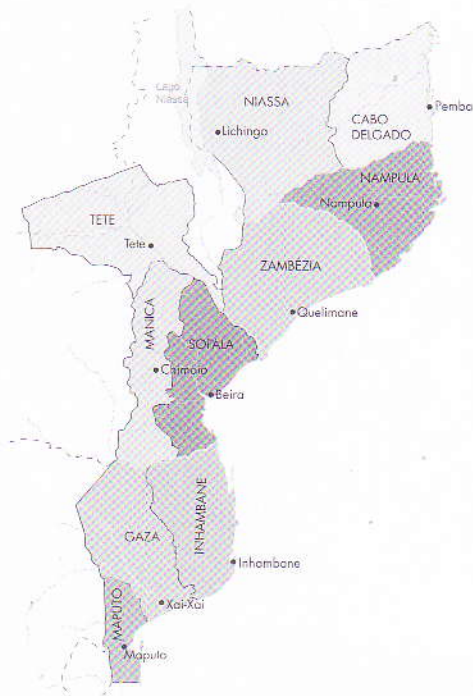 Lago
Niassa
NIASSA
Lichinga
CABO
DELGADO
Pemba
NAMPULA
Nampula
TETE
Tete
ZAMBÉZIA
Quelimane
MANICA
SOFALA
Chimoio
Beira
INHAMBANE
GAZA
Inhambane
Xai-Xai
MAPUTO
Maputo